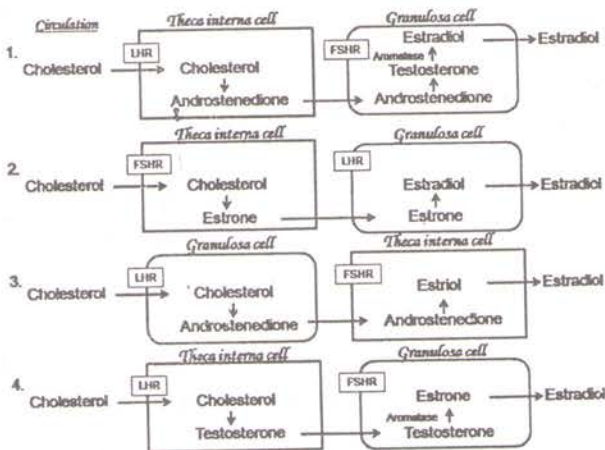 Circulation
Theca interna cell
Granulosa cell
1.
LHR
FSHR
Cholesterol
Cholesterol
Androstenedione
Estradiol
Aromatase
Testosterone
Androstenedione
Estradiol
Theca interna cell
Granulosa cell
2.
FSHR
LHR
Cholesterol
Cholesterol
Estrone
Estradiol
Estrone
Estradiol
Granulosa cell
Theca interna cell
3.
LHR
FSHR
Cholesterol
Cholesterol
Androstenedione
Estriol
Androstenedione
Estradiol
Theca interna cell
Granulosa cell
4.
LHR
FSHR
Cholesterol
Cholesterol
Testosterone
Estrone
Aromatase
Testosterone
Estradiol